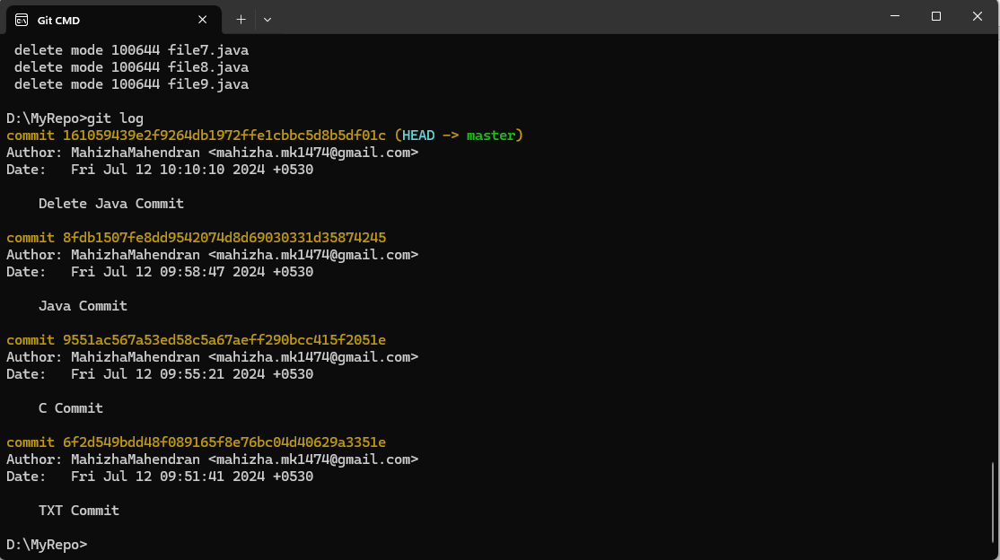 Git CMD
delete mode 100644 file7.java
delete mode 100644 file8.java
delete mode 100644 file9.java
D:\MyRepo>git log
commit 161059439e2f9264db1972ffe1cbbc5d8b5df01c (HEAD -> master)
Author: MahizhaMahendran <mahizha.mk1474@gmail.com>
Date:   Fri Jul 12 10:10:10 2024 +0530
Delete Java Commit
commit 8fdb1507fe8dd9542074d8d69030331d35874245
Author: MahizhaMahendran <mahizha.mk1474@gmail.com>
Date:   Fri Jul 12 09:58:47 2024 +0530
Java Commit
commit 9551ac567a53ed58c5a67aeff290bcc415f2051e
Author: MahizhaMahendran <mahizha.mk1474@gmail.com>
Date:   Fri Jul 12 09:55:21 2024 +0530
C Commit
commit 6f2d549bdd48f089165f8e76bc04d40629a3351e
Author: MahizhaMahendran <mahizha.mk1474@gmail.com>
Date:   Fri Jul 12 09:51:41 2024 +0530
TXT Commit
D:\MyRepo>